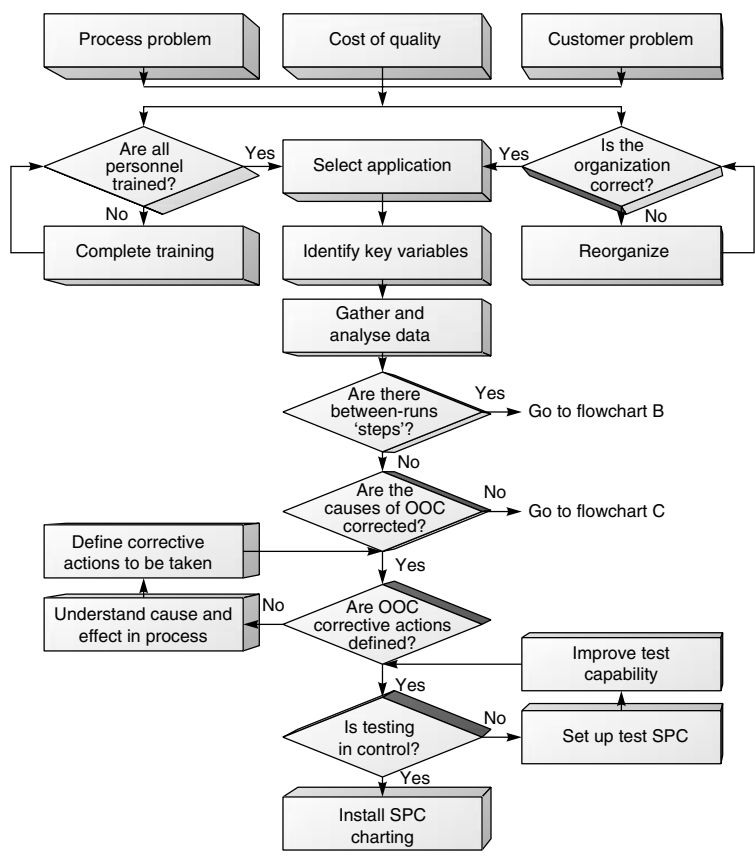 Process problem
Cost of quality
Customer problem
Are all
personnel
trained?
Yes
Select application
Yes
Is the
organization
correct?
No
No
Complete training
Identify key variables
Reorganize
Gather and
analyse data
Are there
between-runs
‘steps’?
Yes
Go to flowchart B
No
Are the
causes of OOC
corrected?
No
Go to flowchart C
Define corrective
actions to be taken
Yes
Understand cause and
effect in process
No
Are OOC
corrective actions
defined?
Improve test
capability
Yes
Is testing
in control?
No
Set up test SPC
Yes
Install SPC
charting